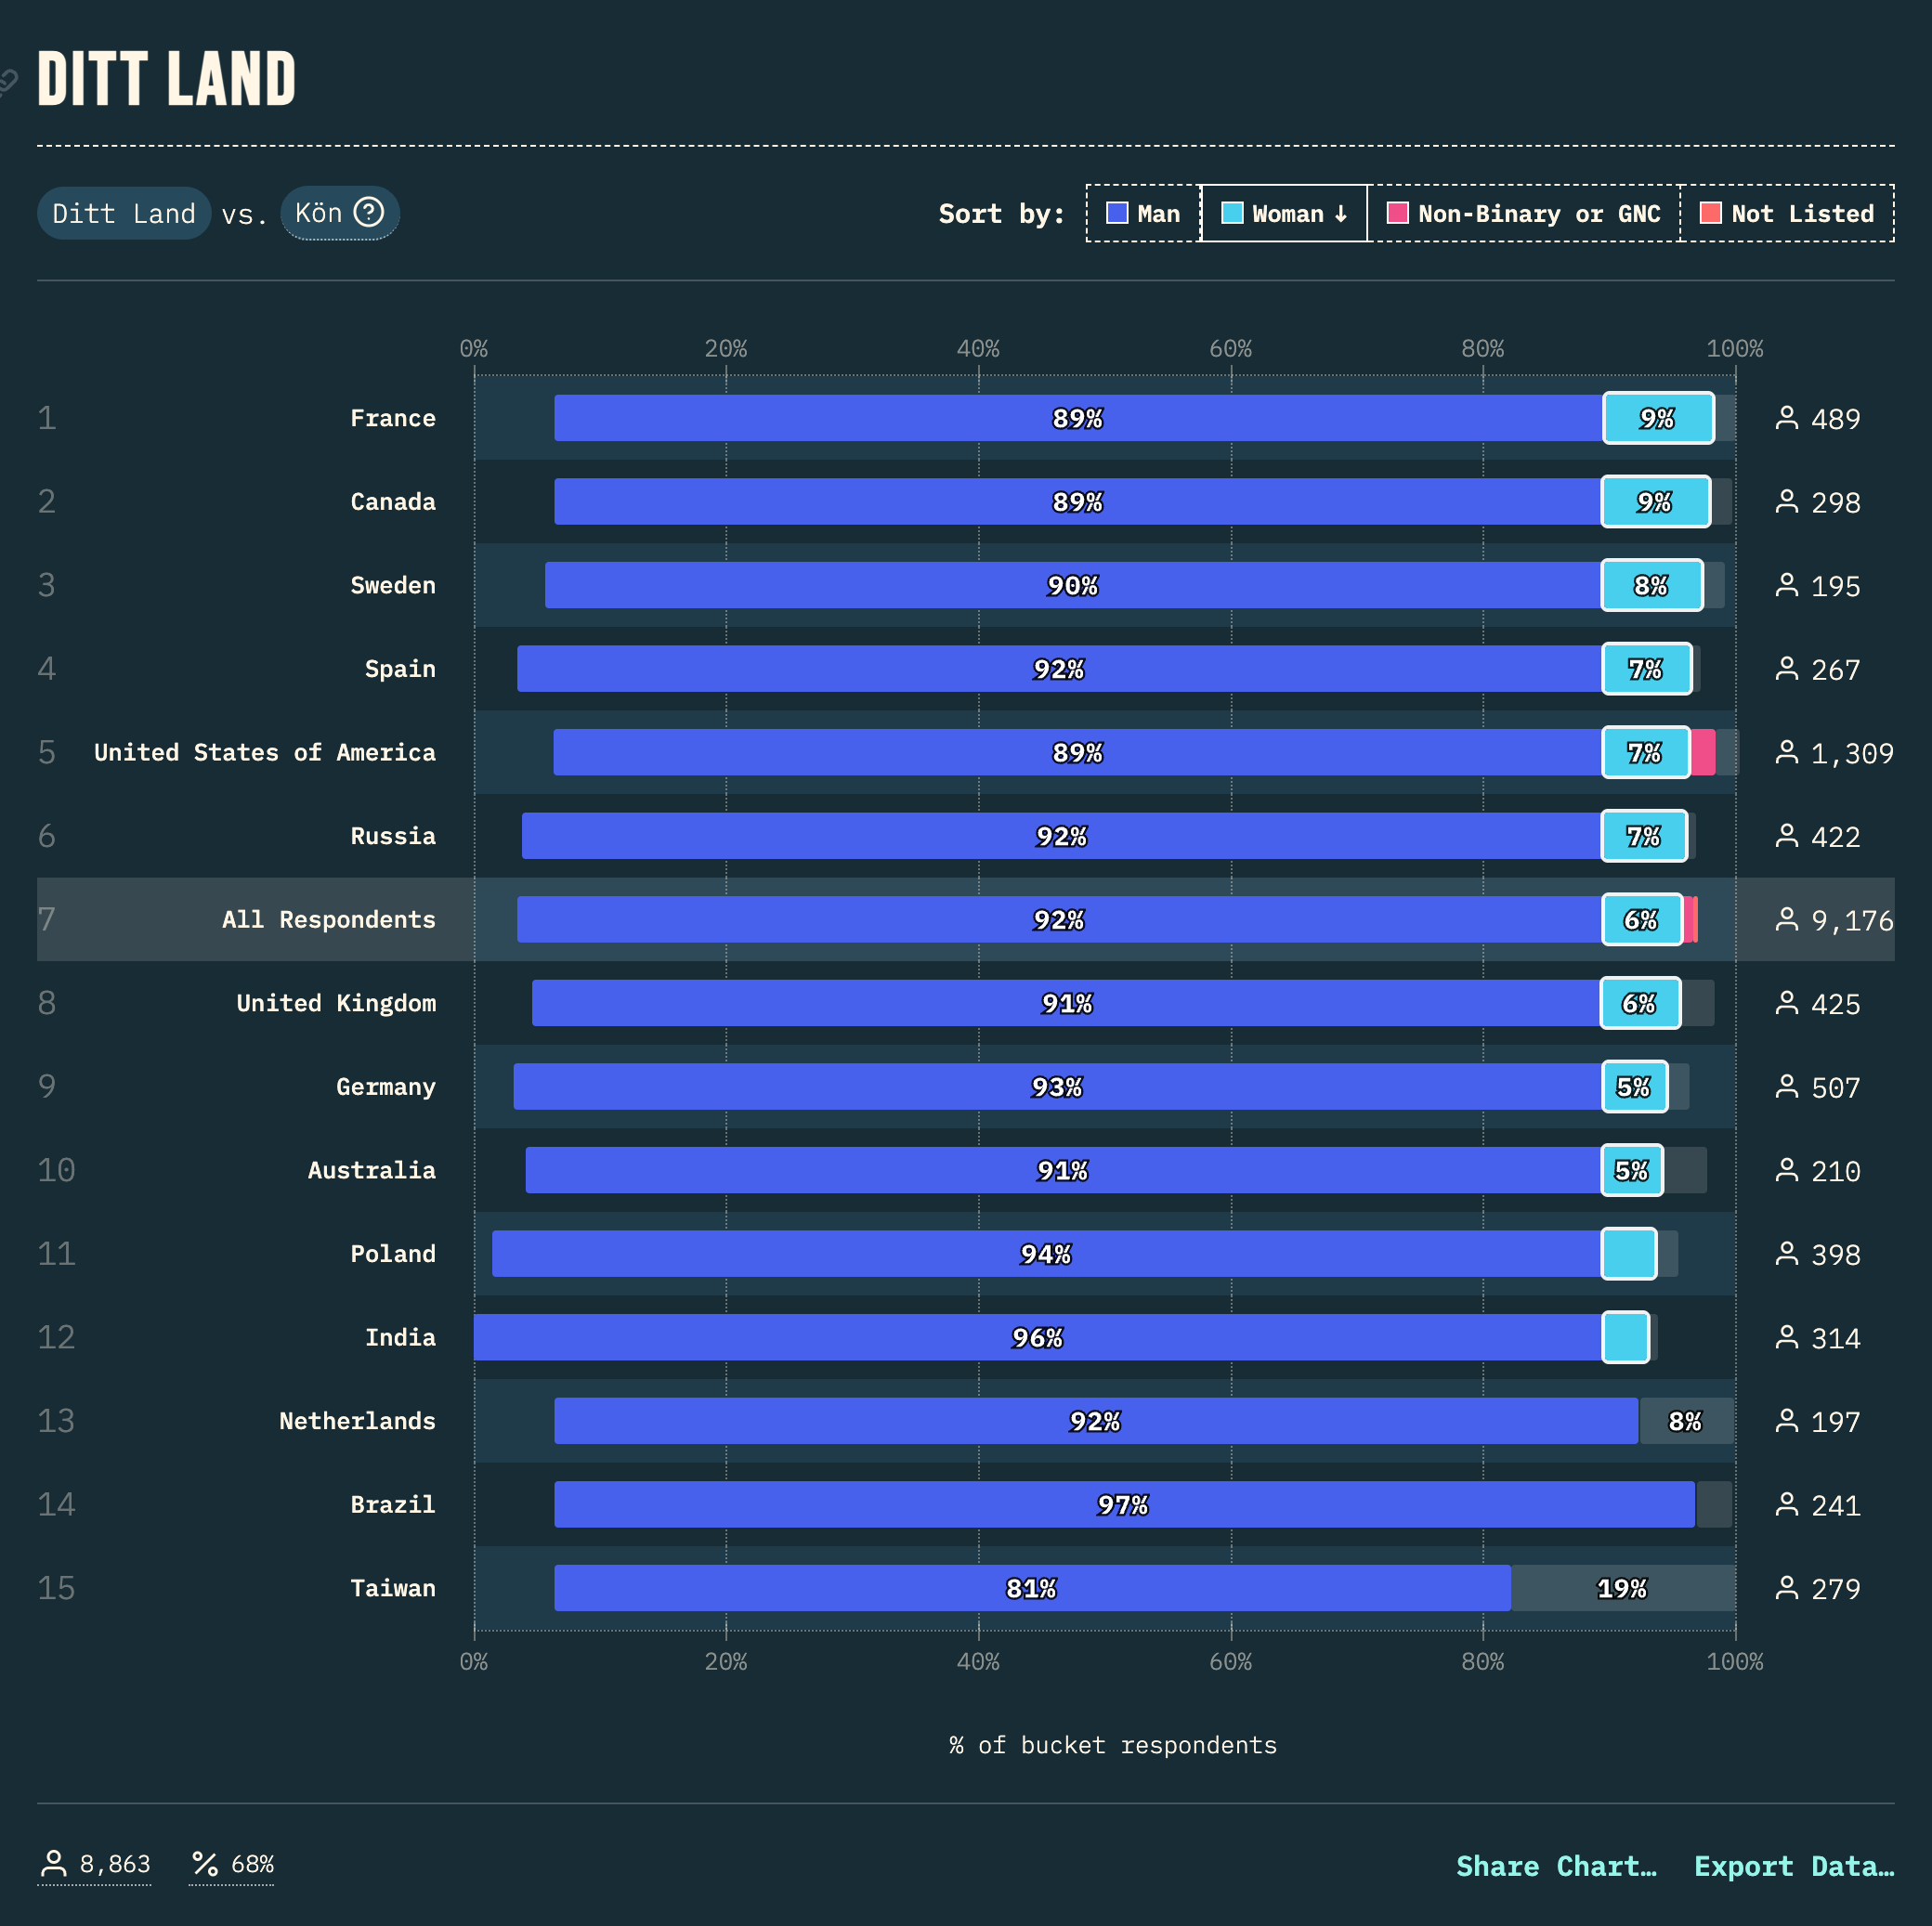 DITT LAND
Ditt Land vs. Kön ?
Sort by: Man Woman ↓ Non-Binary or GNC Not Listed
0% 20% 40% 60% 80% 100%
1 France 89% 9% 489
2 Canada 89% 9% 298
3 Sweden 90% 8% 195
4 Spain 92% 7% 267
5 United States of America 89% 7% 1,309
6 Russia 92% 7% 422
7 All Respondents 92% 6% 9,176
8 United Kingdom 91% 6% 425
9 Germany 93% 5% 507
10 Australia 91% 5% 210
11 Poland 94% 398
12 India 96% 314
13 Netherlands 92% 8% 197
14 Brazil 97% 241
15 Taiwan 81% 19% 279
0% 20% 40% 60% 80% 100%
% of bucket respondents
8,863 % 68% Share Chart… Export Data…